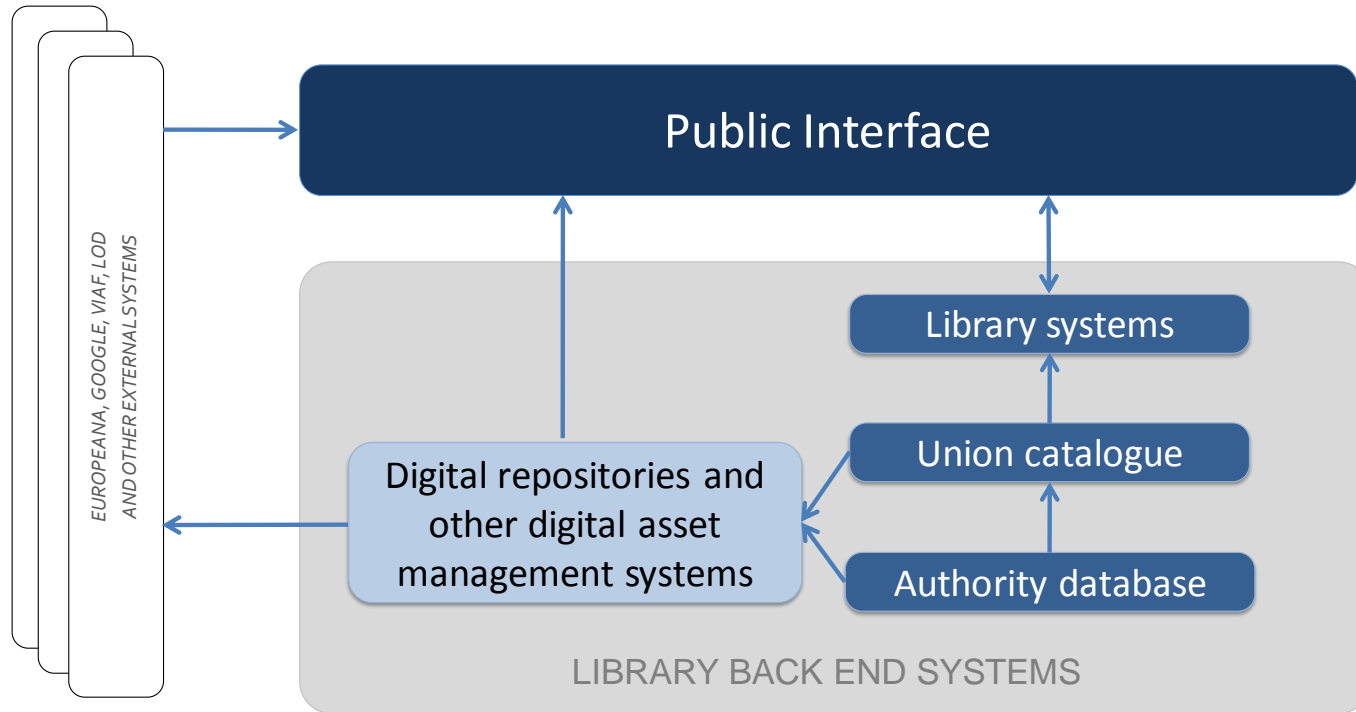 Public Interface
EUROPEANA, GOOGLE, VIAF, LOD
AND OTHER EXTERNAL SYSTEMS
Library systems
Union catalogue
Digital repositories and
other digital asset
management systems
Authority database
LIBRARY BACK END SYSTEMS